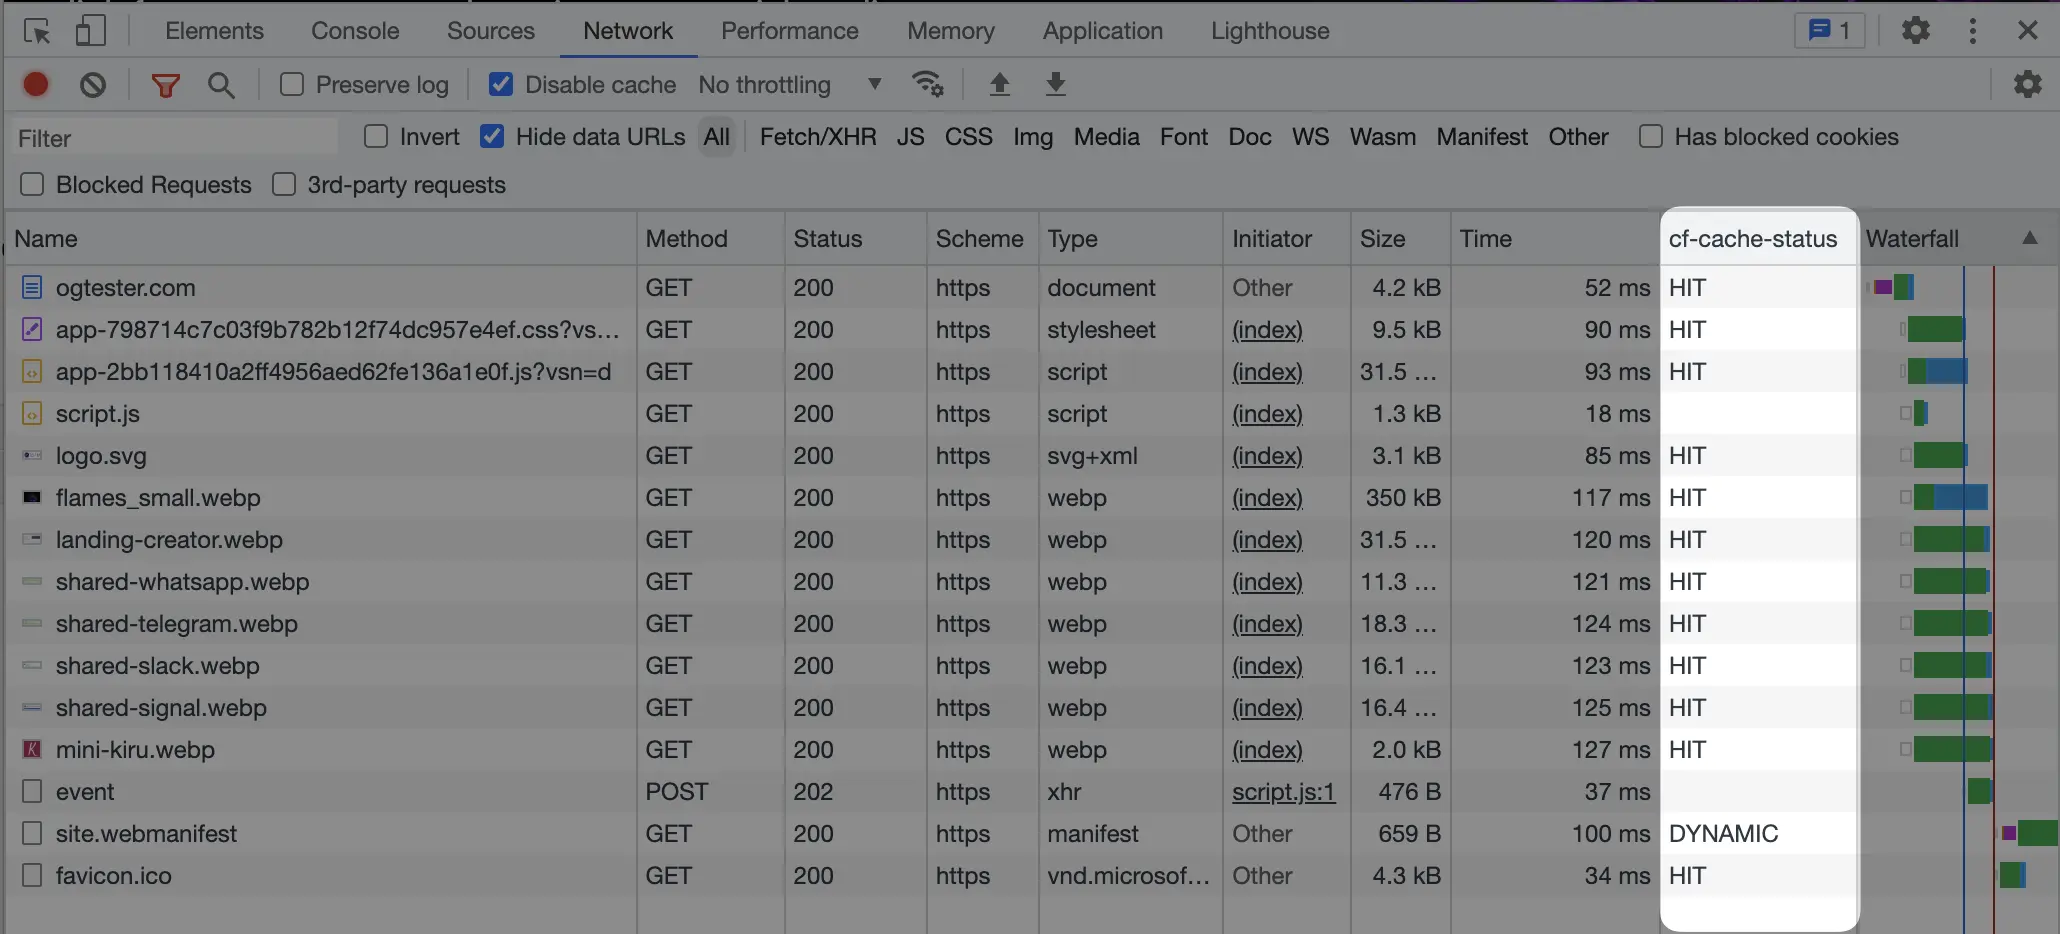 Elements Console Sources Network Performance Memory Application Lighthouse 1
Preserve log Disable cache No throttling
Filter Invert Hide data URLs All Fetch/XHR JS CSS Img Media Font Doc WS Wasm Manifest Other Has blocked cookies
Blocked Requests 3rd-party requests
Name Method Status Scheme Type Initiator Size Time cf-cache-status Waterfall
ogtester.com GET 200 https document Other 4.2 kB 52 ms HIT
app-798714c7c03f9b782b12f74dc957e4ef.css?vs… GET 200 https stylesheet (index) 9.5 kB 90 ms HIT
app-2bb118410a2ff4956aed62fe136a1e0f.js?vsn=d GET 200 https script (index) 31.5 … 93 ms HIT
script.js GET 200 https script (index) 1.3 kB 18 ms
logo.svg GET 200 https svg+xml (index) 3.1 kB 85 ms HIT
flames_small.webp GET 200 https webp (index) 350 kB 117 ms HIT
landing-creator.webp GET 200 https webp (index) 31.5 … 120 ms HIT
shared-whatsapp.webp GET 200 https webp (index) 11.3 … 121 ms HIT
shared-telegram.webp GET 200 https webp (index) 18.3 … 124 ms HIT
shared-slack.webp GET 200 https webp (index) 16.1 … 123 ms HIT
shared-signal.webp GET 200 https webp (index) 16.4 … 125 ms HIT
mini-kiru.webp GET 200 https webp (index) 2.0 kB 127 ms HIT
event POST 202 https xhr script.js:1 476 B 37 ms
site.webmanifest GET 200 https manifest Other 659 B 100 ms DYNAMIC
favicon.ico GET 200 https vnd.microsof… Other 4.3 kB 34 ms HIT